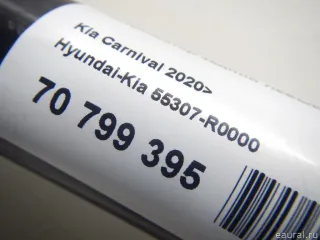 Kia Carnival 2020>
Hyundai-Kia 55307-R0000
70 799 395
eaural.ru